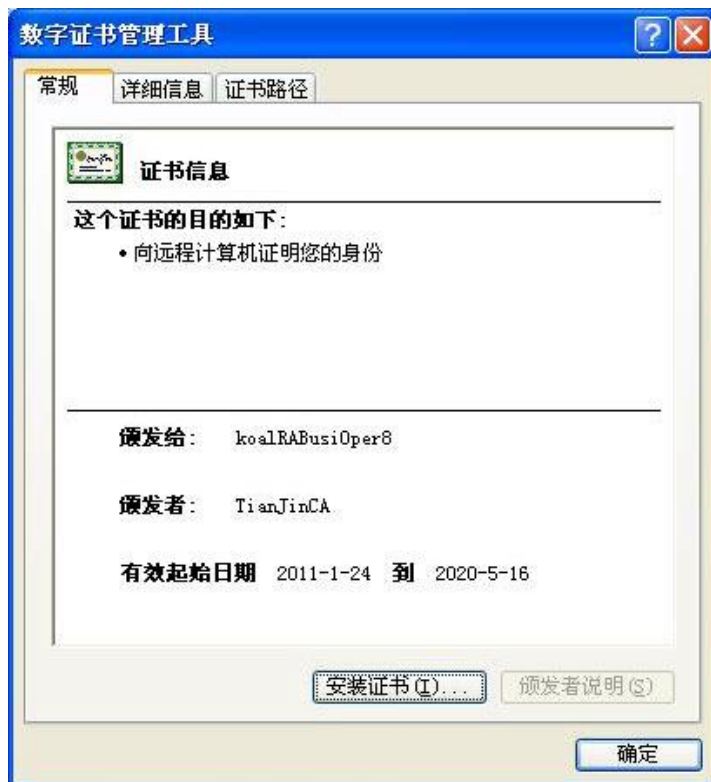 数字证书管理工具
常规 详细信息 证书路径
证书信息
这个证书的目的如下:
•向远程计算机证明您的身份
颁发给: koalRABusiOper8
颁发者: TianJinCA
有效起始日期 2011-1-24 到 2020-5-16
安装证书(I)... 颁发者说明(S)
确定